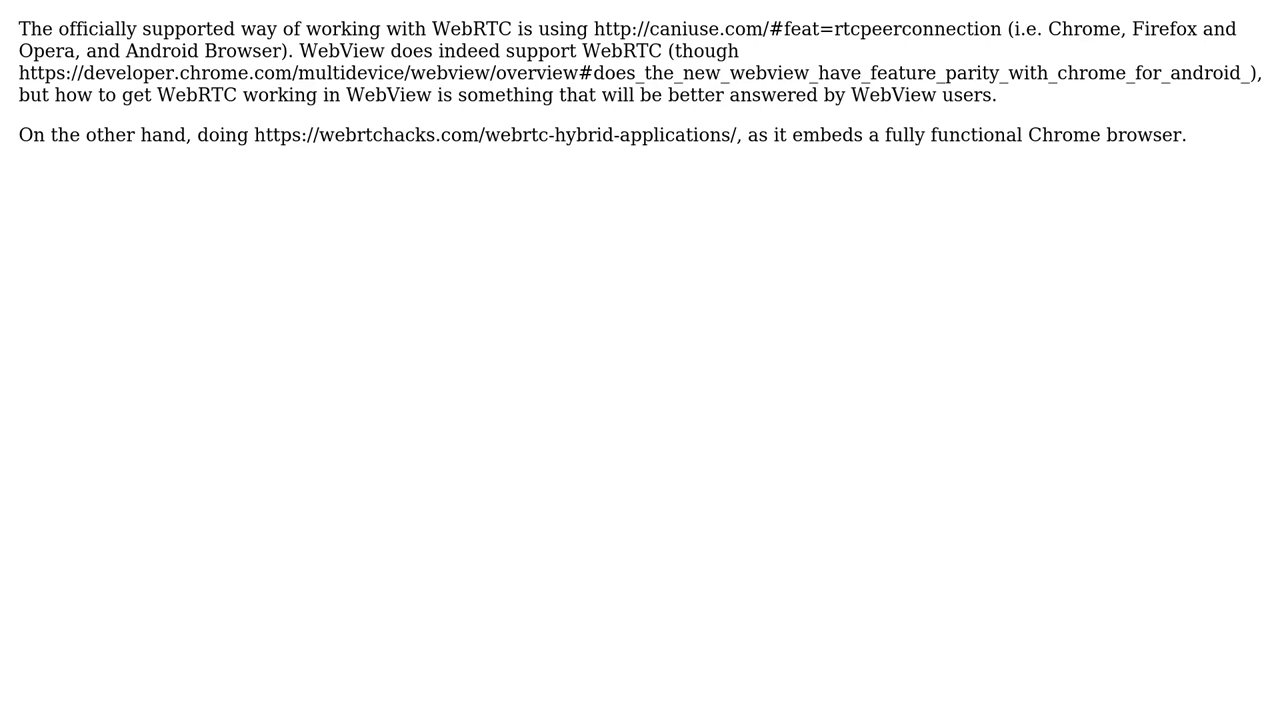 The officially supported way of working with WebRTC is using http://caniuse.com/#feat=rtcpeerconnection (i.e. Chrome, Firefox and
Opera, and Android Browser). WebView does indeed support WebRTC (though
https://developer.chrome.com/multidevice/webview/overview#does_the_new_webview_have_feature_parity_with_chrome_for_android_),
but how to get WebRTC working in WebView is something that will be better answered by WebView users.
On the other hand, doing https://webrtchacks.com/webrtc-hybrid-applications/, as it embeds a fully functional Chrome browser.